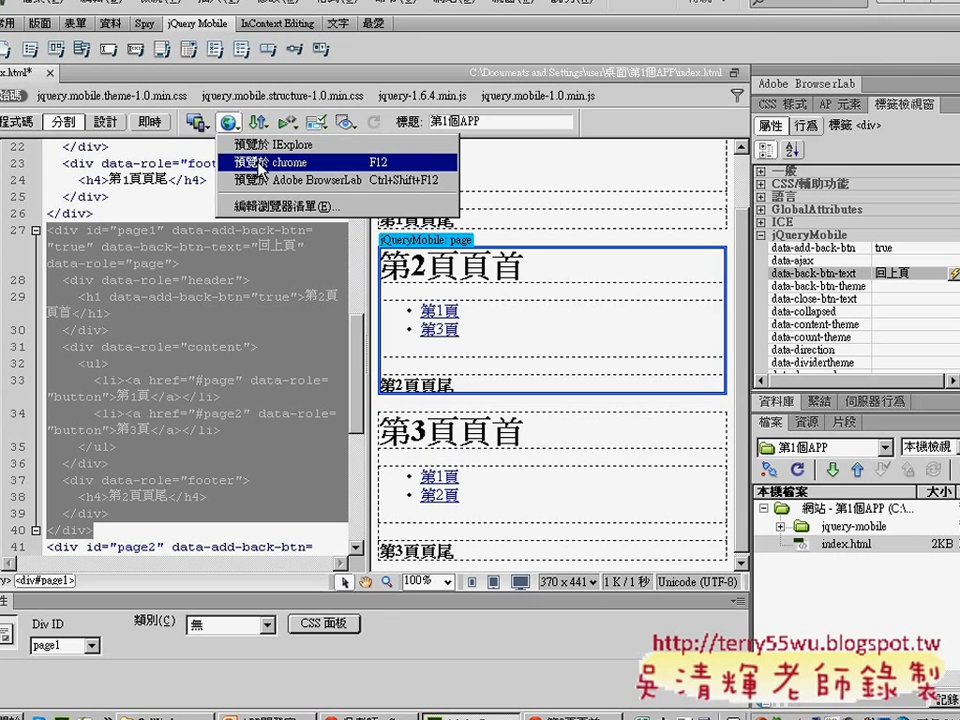 常用 版面 表單 資料 Spry jQuery Mobile InContext Editing 文字 最愛
x.html* C:\Documents and Settings\user\桌面\第1個APP\index.html
始碼 jquery.mobile.theme-1.0.min.css jquery.mobile.structure-1.0.min.css jquery-1.6.4.min.js jquery.mobile-1.0.min.js
程式碼 分割 設計 即時 標題: 第1個APP
預覽於 IExplore
預覽於 chrome F12
預覽於 Adobe BrowserLab Ctrl+Shift+F12
編輯瀏覽器清單(E)...
22 </div>
23 <div data-role="foot
24 <h4>第1頁頁尾</h4>
25 </div>
26 </div>
27 <div id="page1" data-add-back-btn=
"true" data-back-btn-text="回上頁"
data-role="page">
28 <div data-role="header">
29 <h1 data-add-back-btn="true">第2頁
頁首</h1>
30 </div>
31 <div data-role="content">
32 <ul>
33 <li><a href="#page" data-role=
"button">第1頁</a></li>
34 <li><a href="#page2" data-role=
"button">第3頁</a></li>
35 </ul>
36 </div>
37 <div data-role="footer">
38 <h4>第2頁頁尾</h4>
39 </div>
40 </div>
41 <div id="page2" data-add-back-btn=
第1頁頁尾
jQueryMobile: page
第2頁頁首
• 第1頁
• 第3頁
第2頁頁尾
第3頁頁首
• 第1頁
• 第2頁
第3頁頁尾
<div#page1>
100% 370 x 441 1 K / 1 秒 Unicode (UTF-8)
Div ID 類別(C) 無 CSS 面板
page1
Adobe BrowserLab
CSS 樣式 AP 元素 標籤檢視窗
屬性 行為 標籤 <div>
一般
CSS/輔助功能
語言
GlobalAttributes
ICE
jQueryMobile
data-add-back-btn true
data-ajax
data-back-btn-text 回上頁
data-back-btn-theme
data-close-btn-text
data-collapsed
data-content-theme
data-count-theme
data-direction
data-dividertheme
資料庫 繫結 伺服器行為
檔案 資源 片段
第1個APP 本機檢視
本機檔案 大小
網站 - 第1個APP (C:\...
jquery-mobile
index.html 2KB
http://terry55wu.blogspot.tw
吳清輝老師錄製
記錄